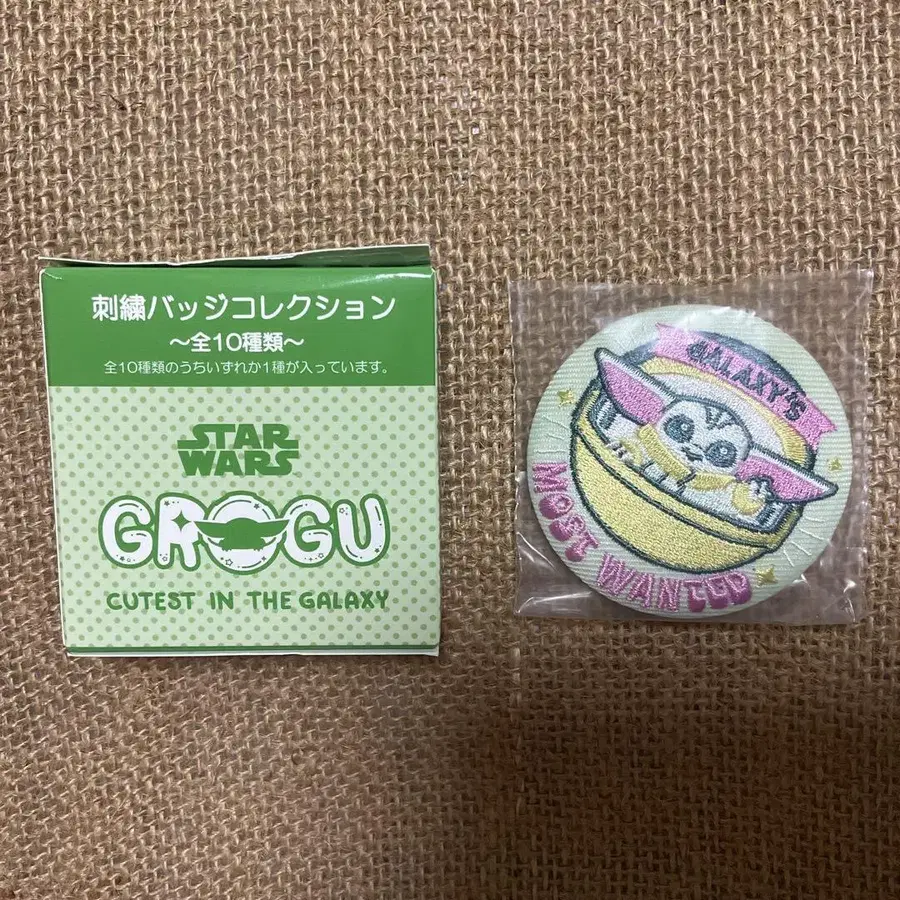 刺繍バッジコレクション
〜全10種類〜
全10種類のうちいずれか1種が入っています。
STAR
WARS
GROGU
CUTEST IN THE GALAXY
GALAXY'S
MOST WANTED